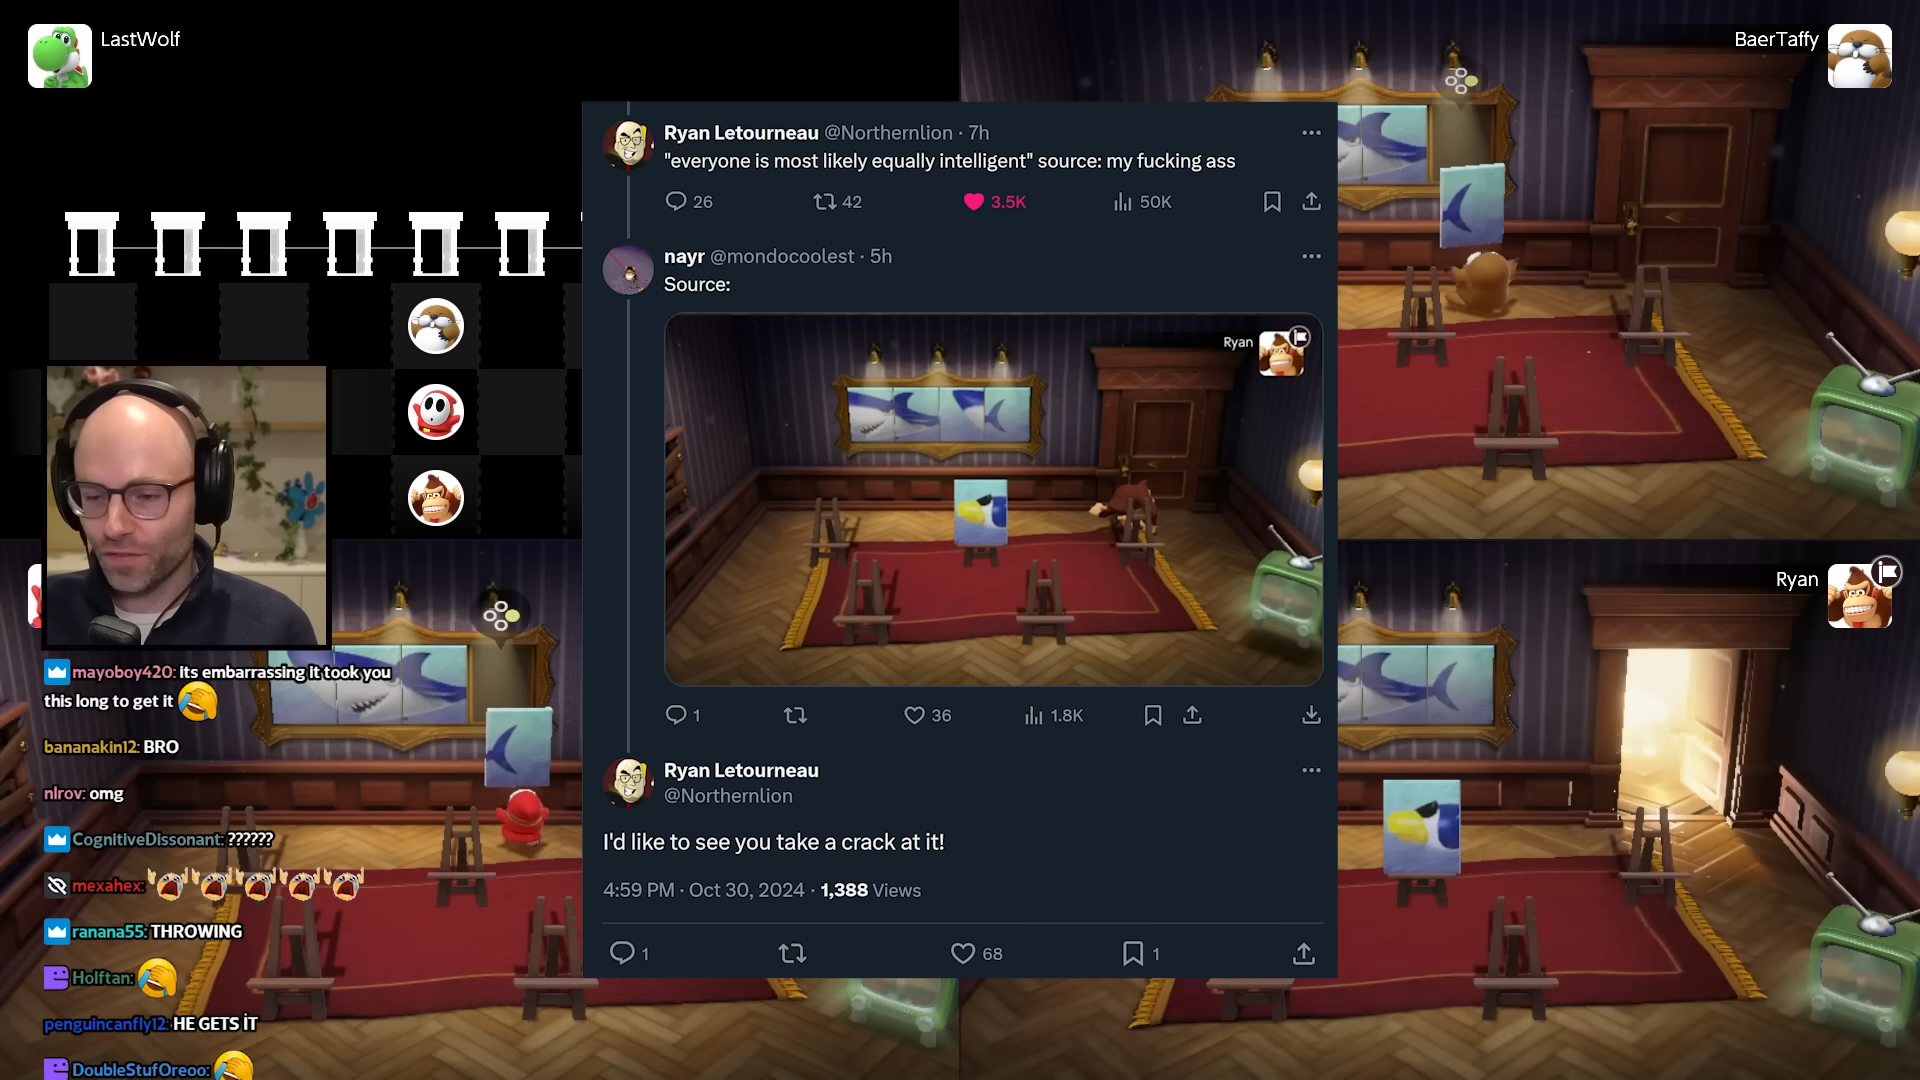 LastWolf
BaerTaffy
Ryan Letourneau @Northernlion · 7h
"everyone is most likely equally intelligent" source: my fucking ass
26
42
3.5K
50K
nayr @mondocoolest · 5h
Source:
Ryan
1
36
1.8K
Ryan Letourneau
@Northernlion
I'd like to see you take a crack at it!
4:59 PM · Oct 30, 2024 · 1,388 Views
1
68
1
Ryan
mayoboy420: its embarrassing it took you
this long to get it
bananakin12: BRO
nlrov: omg
CognitiveDissonant: ??????
mexahex:
ranana55: THROWING
Holftan:
penguincanfly12: HE GETS İT
DoubleStufOreoo: